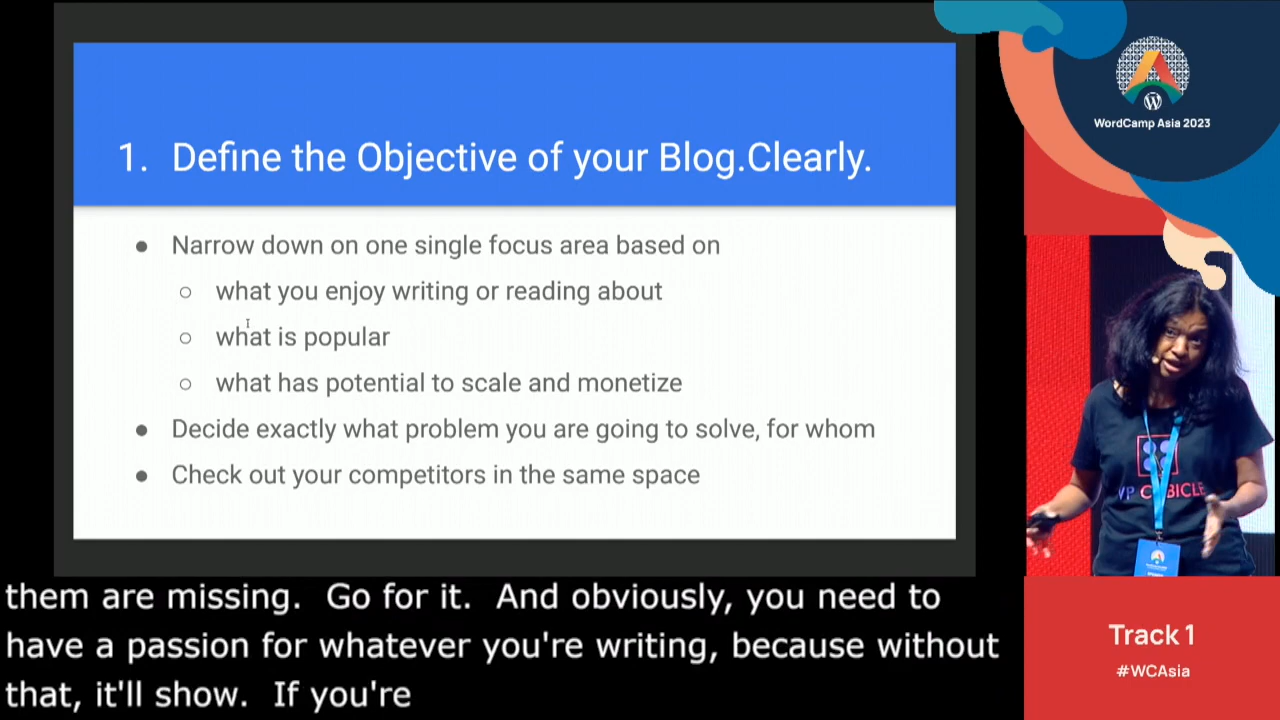 1. Define the Objective of your Blog.Clearly.
● Narrow down on one single focus area based on
○ what you enjoy writing or reading about
○ what is popular
○ what has potential to scale and monetize
● Decide exactly what problem you are going to solve, for whom
● Check out your competitors in the same space
WordCamp Asia 2023
them are missing.  Go for it.  And obviously, you need to
have a passion for whatever you're writing, because without
that, it'll show.  If you're
Track 1
#WCAsia